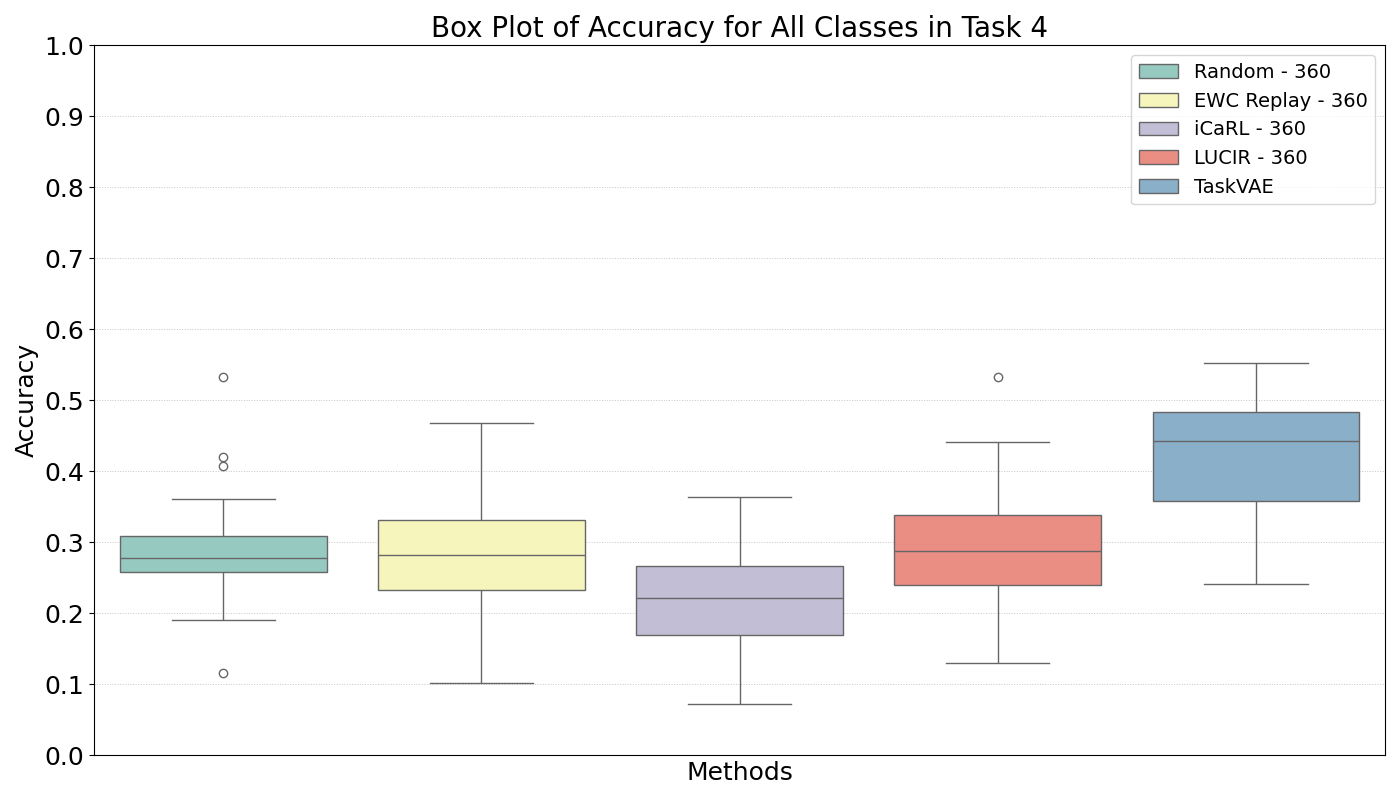 Box Plot of Accuracy for All Classes in Task 4
1.0
0.9
0.8
0.7
0.6
0.5
0.4
0.3
0.2
0.1
0.0
Accuracy
Methods
Random - 360
EWC Replay - 360
iCaRL - 360
LUCIR - 360
TaskVAE